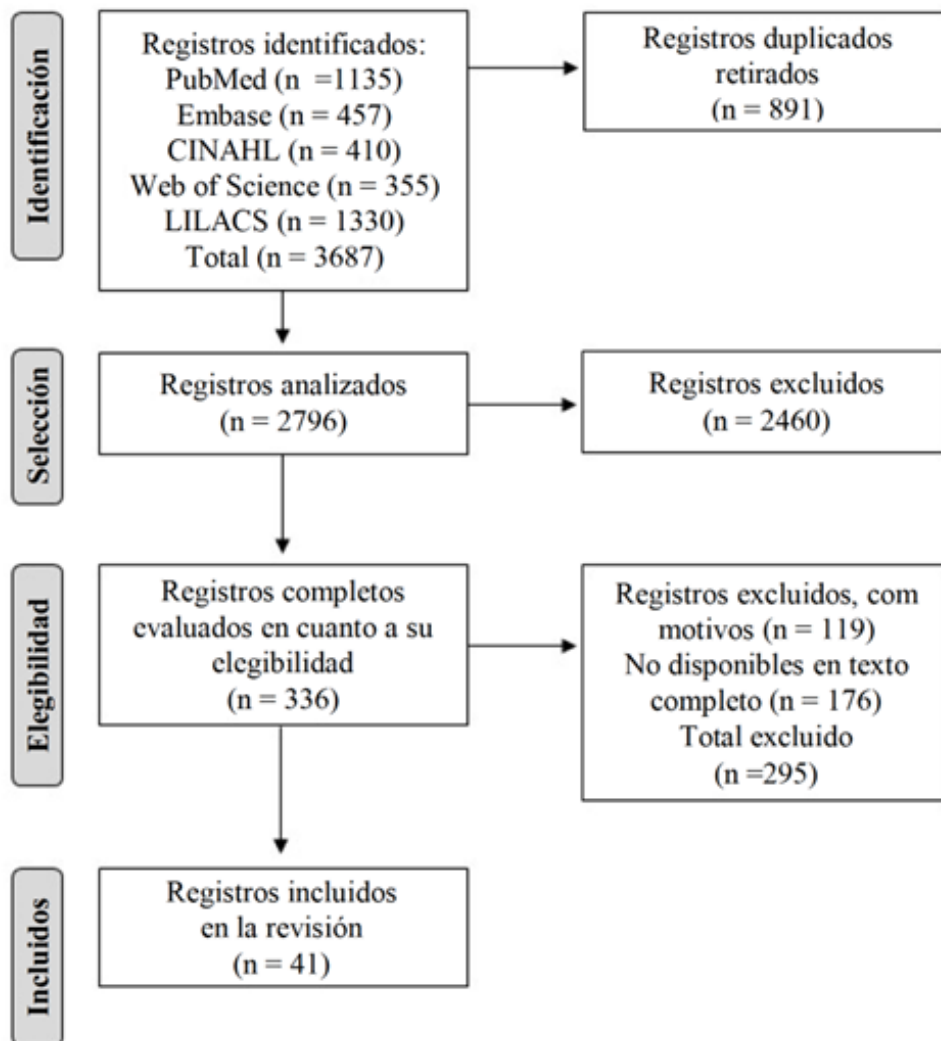 Identificación
Registros identificados:
PubMed (n =1135)
Embase (n = 457)
CINAHL (n = 410)
Web of Science (n = 355)
LILACS (n = 1330)
Total (n = 3687)
Registros duplicados
retirados
(n = 891)
Selección
Registros analizados
(n = 2796)
Registros excluidos
(n = 2460)
Elegibilidad
Registros completos
evaluados en cuanto a su
elegibilidad
(n = 336)
Registros excluidos, com
motivos (n = 119)
No disponibles en texto
completo (n = 176)
Total excluido
(n =295)
Incluidos
Registros incluidos
en la revisión
(n = 41)